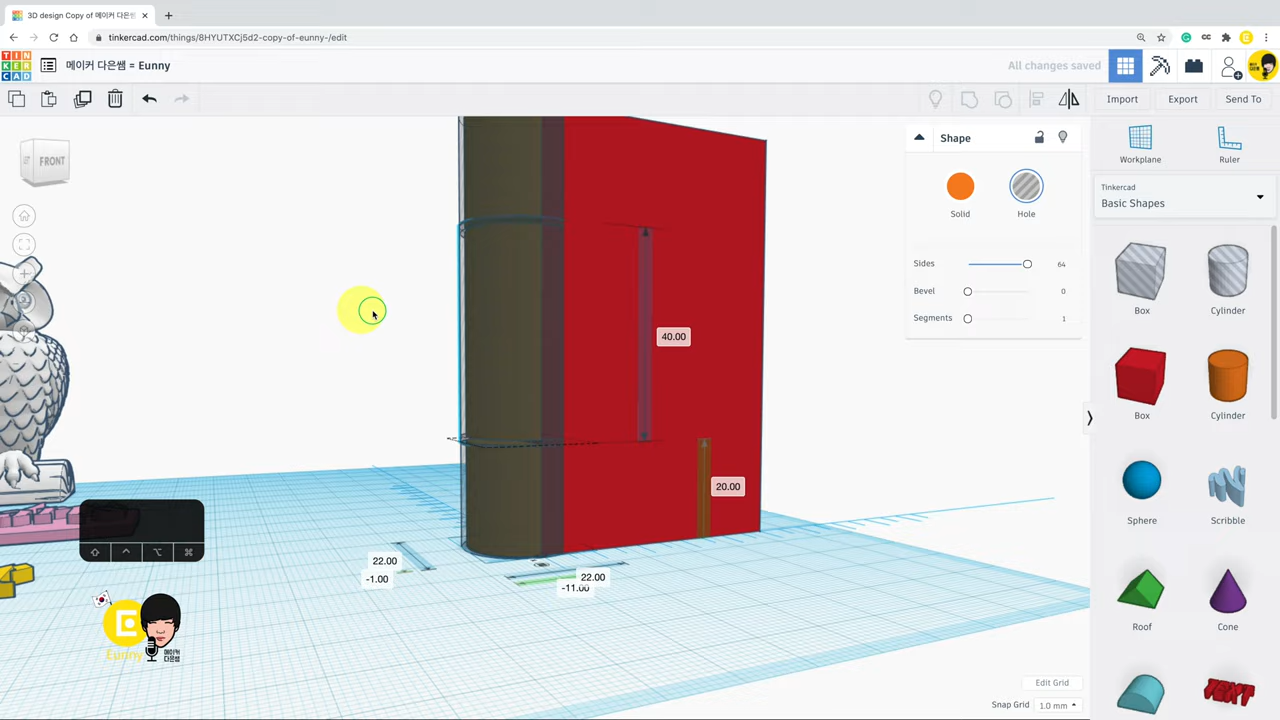 3D design Copy of 메이커 다은쌤
tinkercad.com/things/8HYUTXCj5d2-copy-of-eunny-/edit
TIN
KER
CAD
메이커 다은쌤 = Eunny
All changes saved
Import
Export
Send To
FRONT
Shape
Solid
Hole
Sides
64
Bevel
0
Segments
1
Workplane
Ruler
Tinkercad
Basic Shapes
Box
Cylinder
Box
Cylinder
Sphere
Scribble
Roof
Cone
40.00
20.00
22.00
-1.00
22.00
-11.00
Eunny
메이커
다은쌤
Edit Grid
Snap Grid
1.0 mm